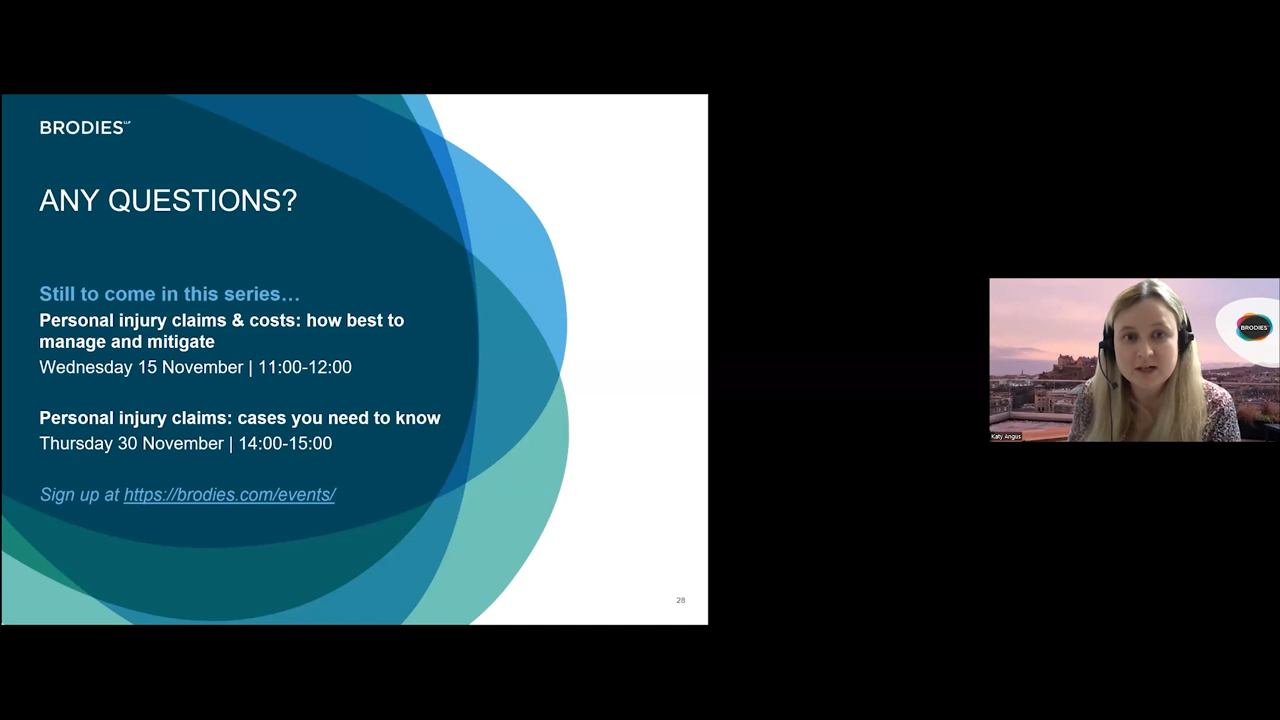 BRODIES LLP
ANY QUESTIONS?
Still to come in this series…
Personal injury claims & costs: how best to
manage and mitigate
Wednesday 15 November | 11:00-12:00
Personal injury claims: cases you need to know
Thursday 30 November | 14:00-15:00
Sign up at https://brodies.com/events/
28
BRODIES
Katy Angus